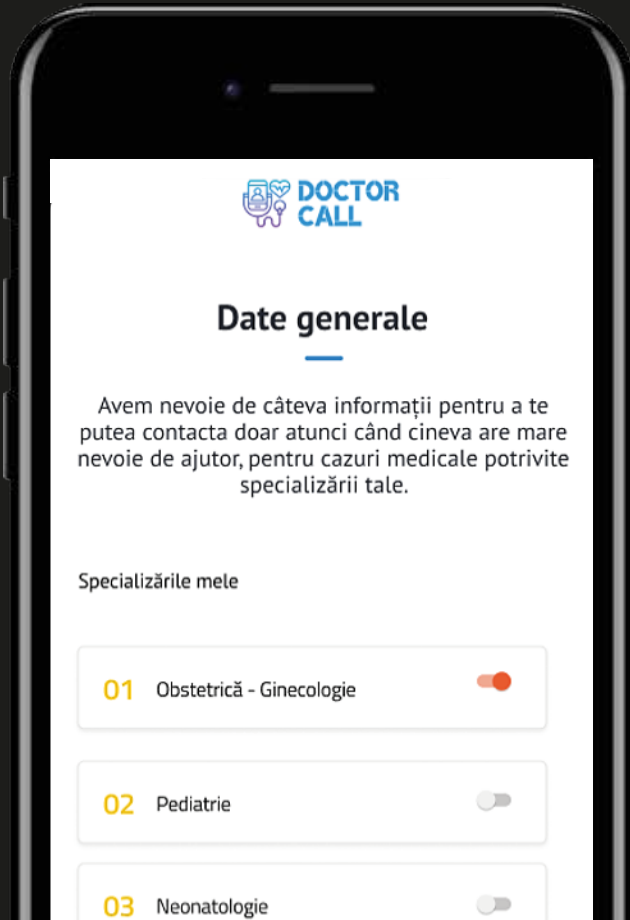 DOCTOR
CALL
Date generale
Avem nevoie de câteva informații pentru a te
putea contacta doar atunci când cineva are mare
nevoie de ajutor, pentru cazuri medicale potrivite
specializării tale.
Specializările mele
01 Obstetrică - Ginecologie
02 Pediatrie
03 Neonatologie